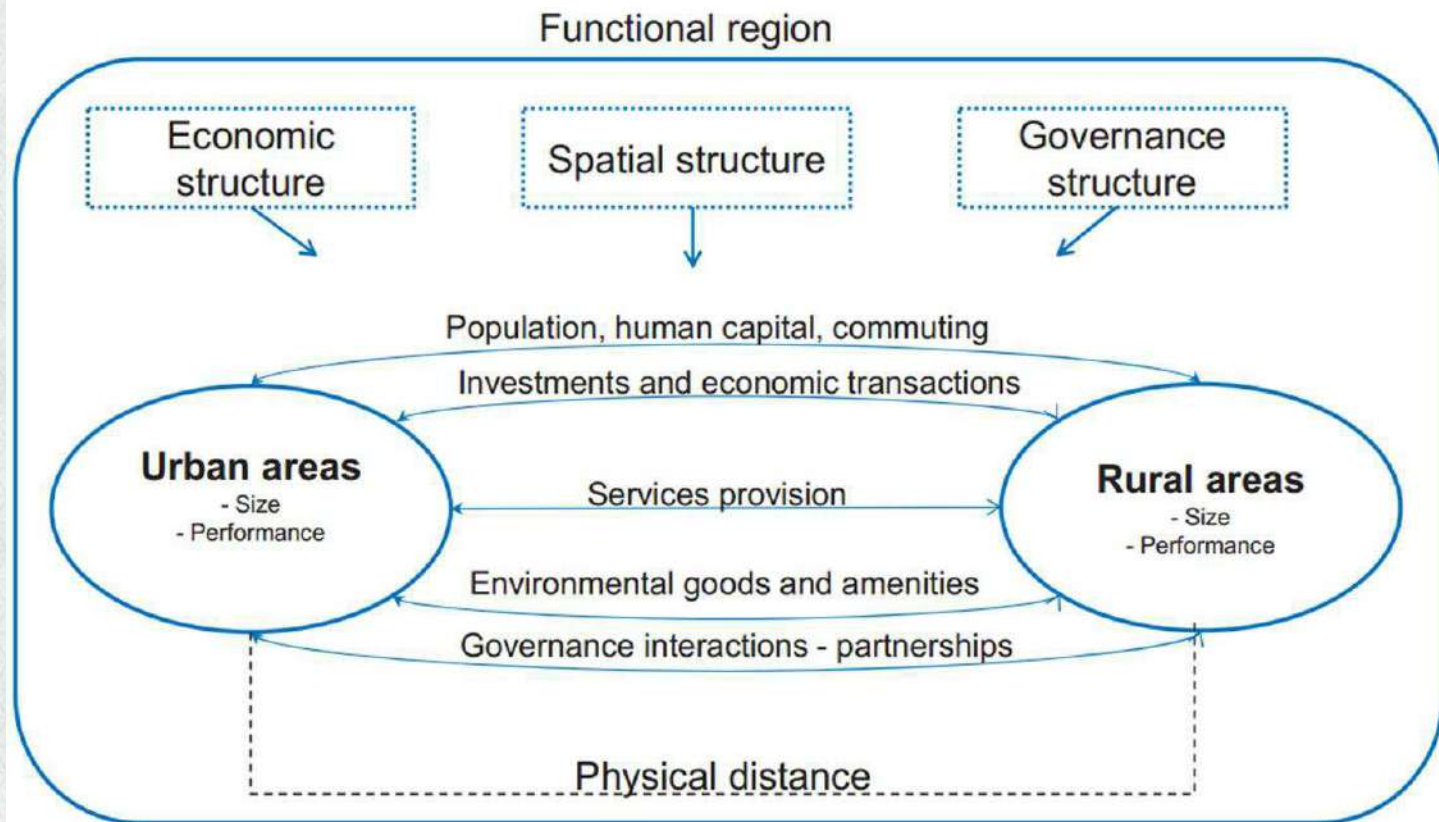 Functional region
Economic
structure
Spatial structure
Governance
structure
Population, human capital, commuting
Investments and economic transactions
Urban areas
- Size
- Performance
Services provision
Rural areas
- Size
- Performance
Environmental goods and amenities
Governance interactions - partnerships
Physical distance